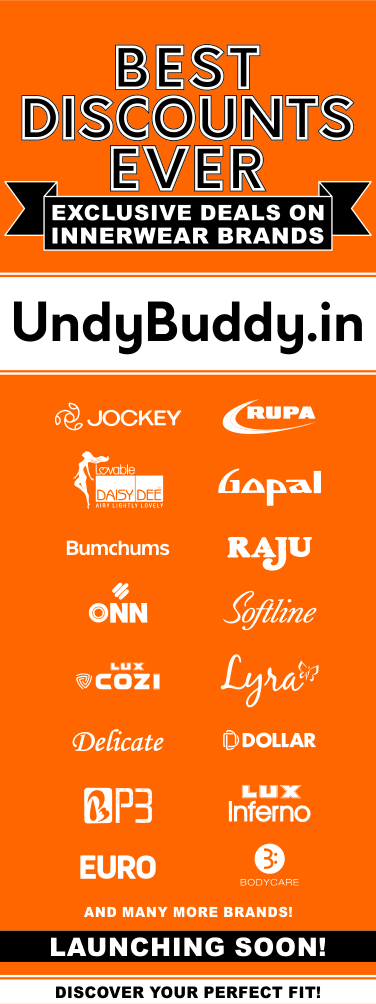 BEST
DISCOUNTS
EVER
EXCLUSIVE DEALS ON
INNERWEAR BRANDS
UndyBuddy.in
JOCKEY RUPA
Lovable
DAISY DEE Gopal
AIRY LIGHTLY LOVELY
Bumchums RAJU
ONN Softline
LUX
COZI Lyra
Delicate DOLLAR
P3 LUX
Inferno
EURO BODYCARE
AND MANY MORE BRANDS!
LAUNCHING SOON!
DISCOVER YOUR PERFECT FIT!